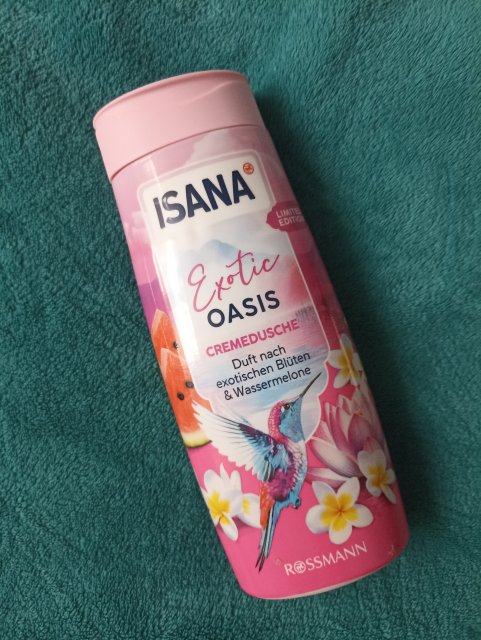 ISANA
LIMITED
EDITION
Exotic
OASIS
CREMEDUSCHE
Duft nach
exotischen Blüten
& Wassermelone
ROSSMANN